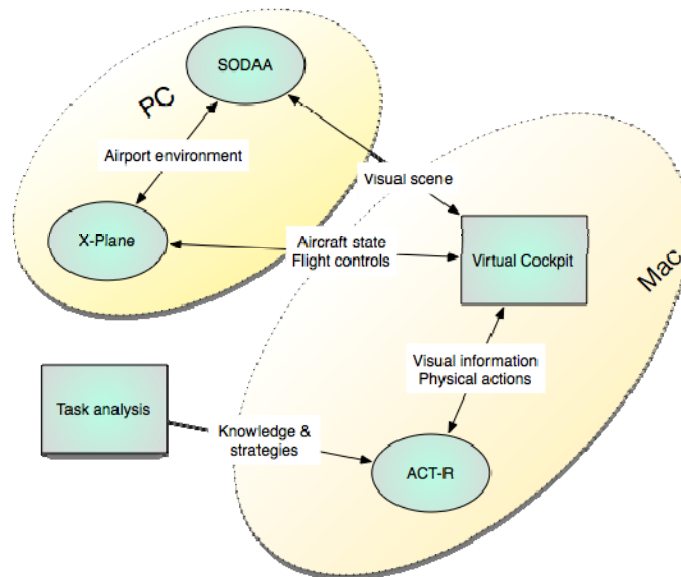 SODAA
PC
Airport environment
Visual scene
X-Plane
Aircraft state
Flight controls
Virtual Cockpit
Mac
Visual information
Physical actions
Task analysis
Knowledge &
strategies
ACT-R